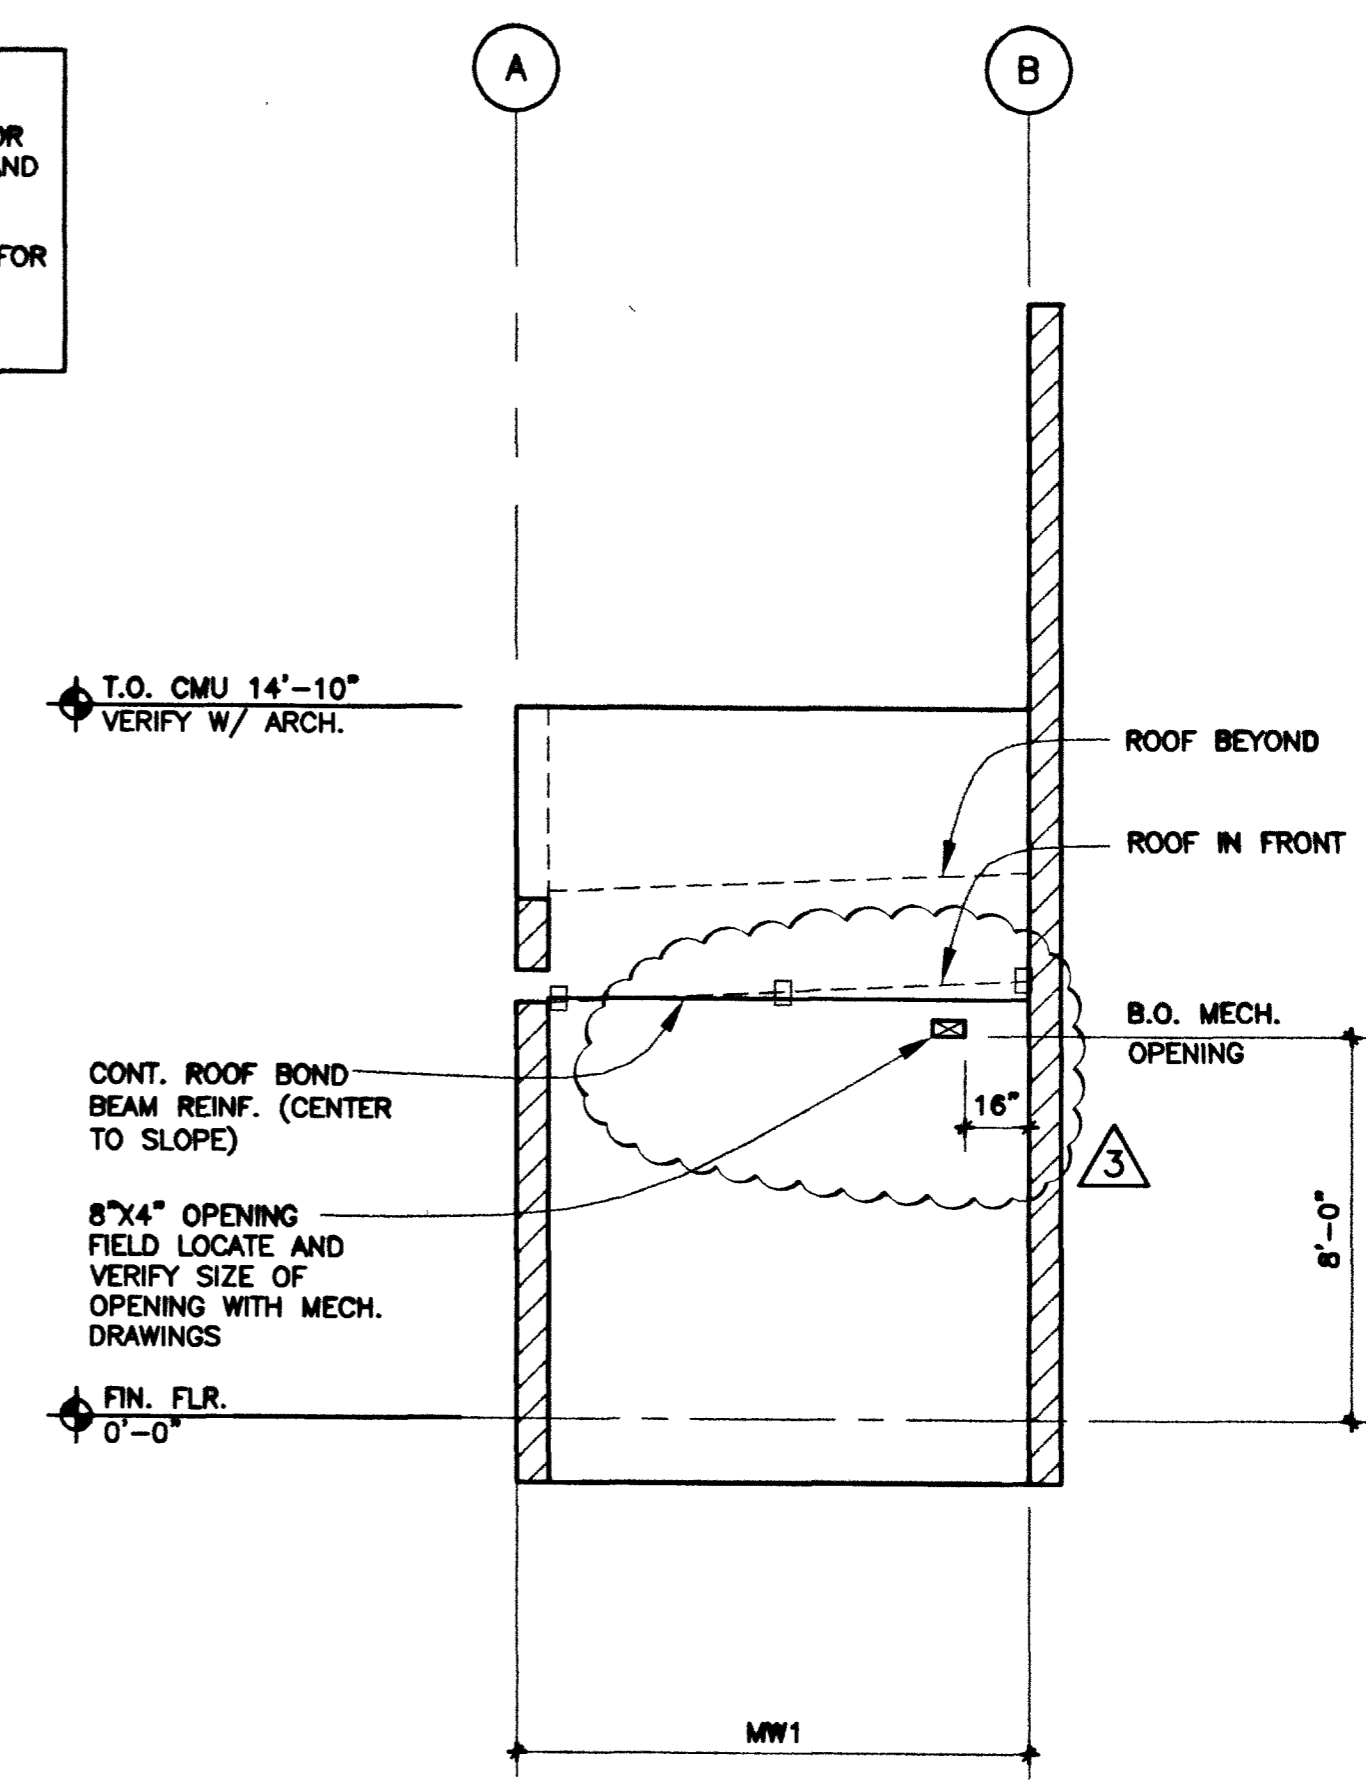 A
B
OR
AND
FOR
T.O. CMU 14'-10"
VERIFY W/ ARCH.
ROOF BEYOND
ROOF IN FRONT
B.O. MECH.
OPENING
CONT. ROOF BOND
BEAM REINF. (CENTER
TO SLOPE)
16"
3
8"X4" OPENING
FIELD LOCATE AND
VERIFY SIZE OF
OPENING WITH MECH.
DRAWINGS
8'-0"
FIN. FLR.
0'-0"
MW1